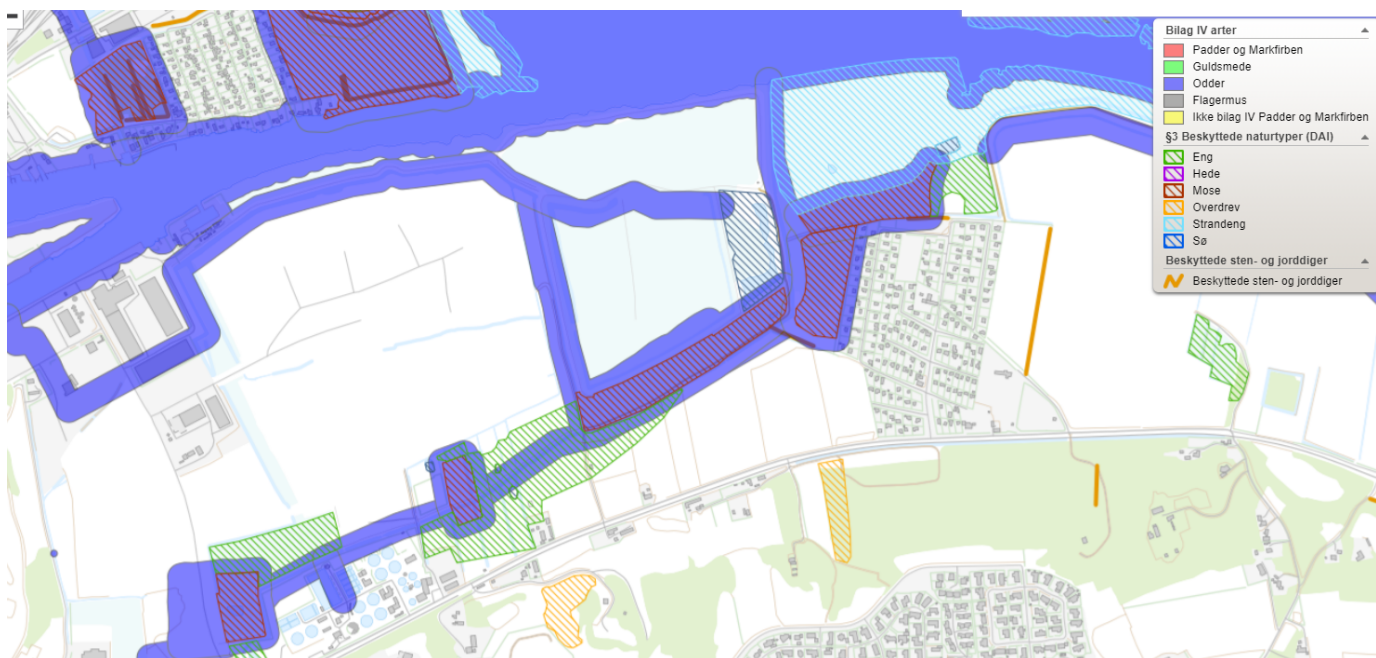 Bilag IV arter
Padder og Markfirben
Guldsmede
Odder
Flagermus
Ikke bilag IV Padder og Markfirben
§3 Beskyttede naturtyper (DAI)
Eng
Hede
Mose
Overdrev
Strandeng
Sø
Beskyttede sten- og jorddiger
Beskyttede sten- og jorddiger